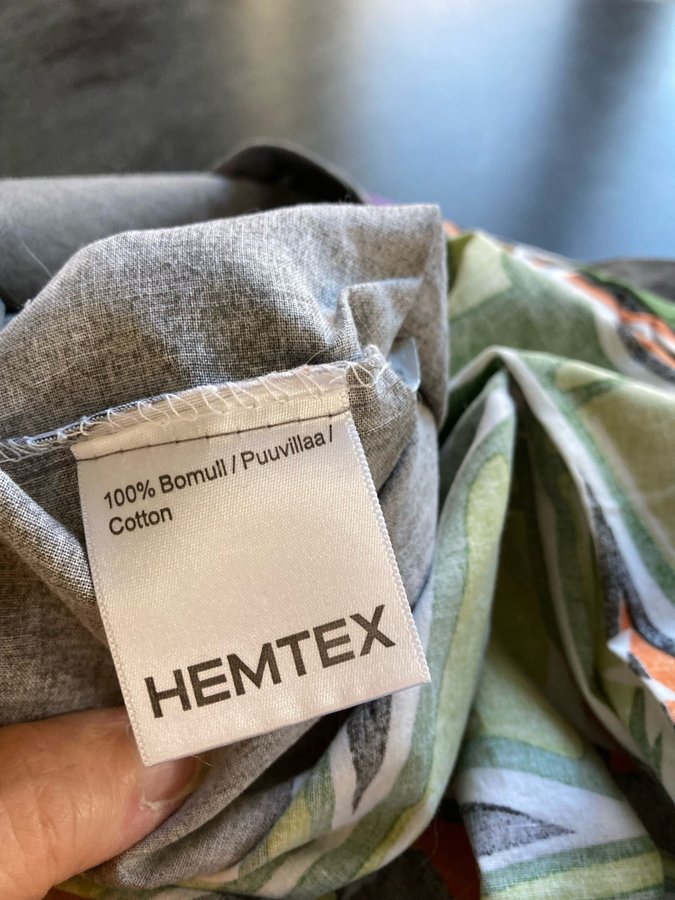 100% Bomull / Puuvillaa /
Cotton
HEMTEX